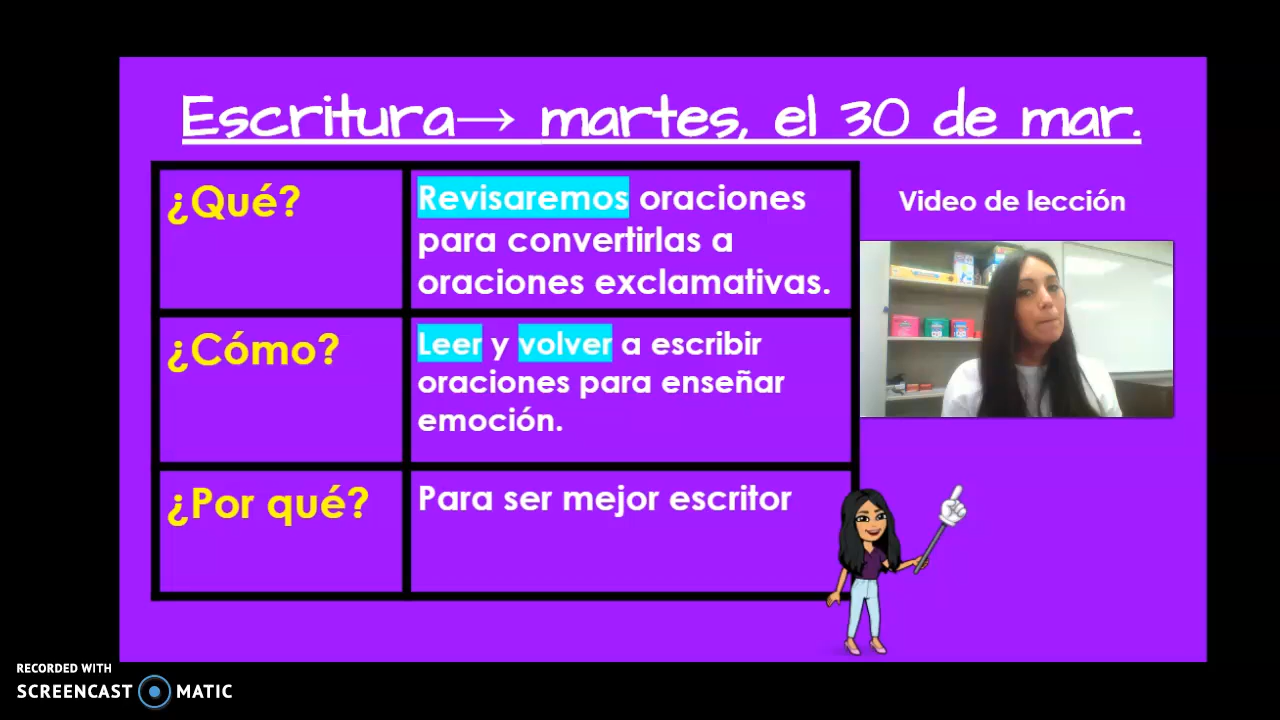 Escritura→ martes, el 30 de mar.
¿Qué?
Revisaremos oraciones
para convertirlas a
oraciones exclamativas.
Video de lección
¿Cómo?
Leer y volver a escribir
oraciones para enseñar
emoción.
¿Por qué?
Para ser mejor escritor
RECORDED WITH
SCREENCAST MATIC